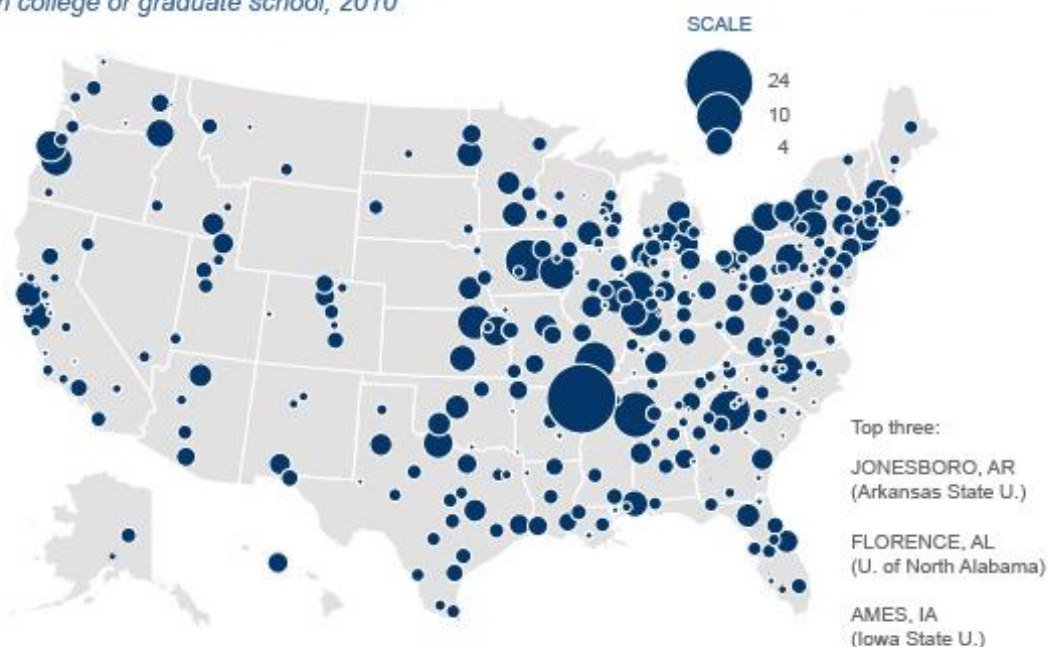 college or graduate school, 2010
SCALE
24
10
4
Top three:
JONESBORO, AR
(Arkansas State U.)
FLORENCE, AL
(U. of North Alabama)
AMES, IA
(Iowa State U.)